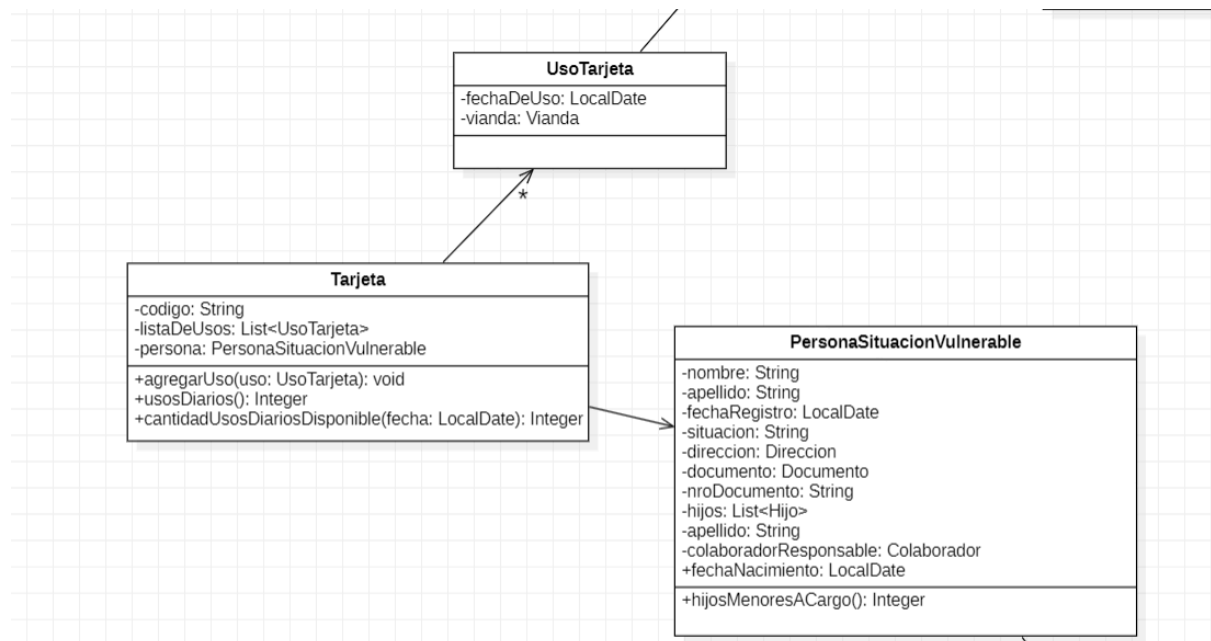 UsoTarjeta
-fechaDeUso: LocalDate
-vianda: Vianda
*
Tarjeta
-codigo: String
-listaDeUsos: List<UsoTarjeta>
-persona: PersonaSituacionVulnerable
+agregarUso(uso: UsoTarjeta): void
+usosDiarios(): Integer
+cantidadUsosDiariosDisponible(fecha: LocalDate): Integer
PersonaSituacionVulnerable
-nombre: String
-apellido: String
-fechaRegistro: LocalDate
-situacion: String
-direccion: Direccion
-documento: Documento
-nroDocumento: String
-hijos: List<Hijo>
-apellido: String
-colaboradorResponsable: Colaborador
+fechaNacimiento: LocalDate
+hijosMenoresACargo(): Integer